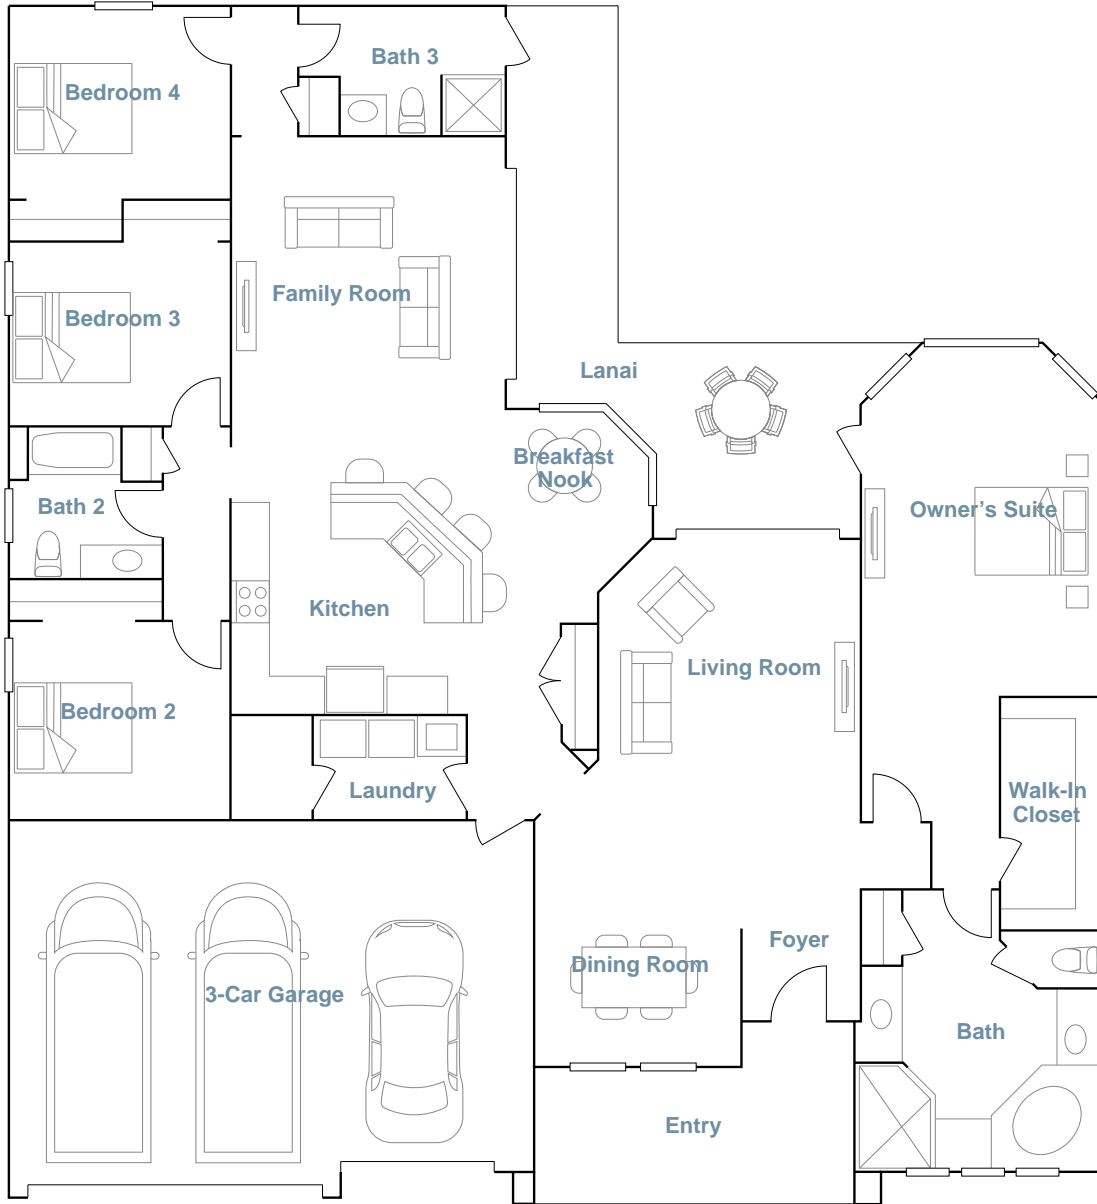 Bath 3
Bedroom 4
Family Room
Bedroom 3
Lanai
Breakfast
Nook
Bath 2
Owner's Suite
Kitchen
Living Room
Bedroom 2
Laundry
Walk-In
Closet
Foyer
Dining Room
3-Car Garage
Bath
Entry